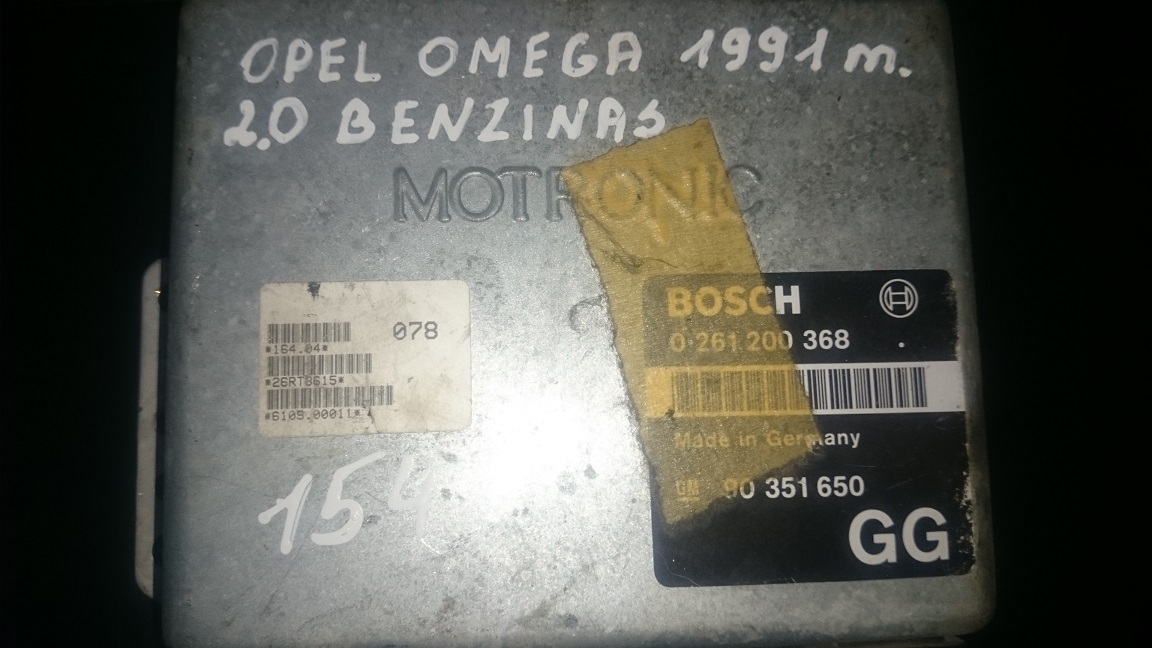 OPEL OMEGA 1991 m.
2.0 BENZINAS
MOTRONIC
078
*164.04*
*26RT8615*
*6105.00011*
BOSCH
0 261 200 368
Made in Germany
GM 90 351 650
GG
154